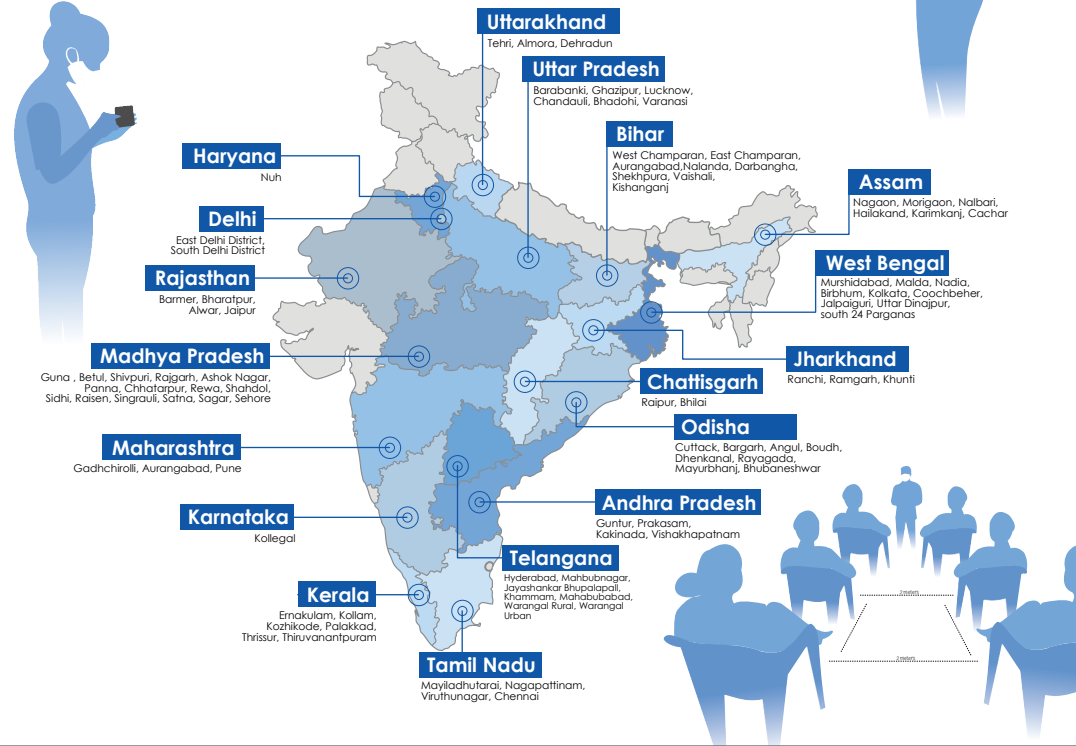 Uttarakhand
Tehri, Almora, Dehradun
Uttar Pradesh
Barabanki, Ghazipur, Lucknow,
Chandauli, Bhadohi, Varanasi
Bihar
West Champaran, East Champaran,
Aurangabad,Nalanda, Darbangha,
Shekhpura, Vaishali,
Kishanganj
Haryana
Nuh
Assam
Nagaon, Morigaon, Nalbari,
Hailakand, Karimkanj, Cachar
Delhi
East Delhi District,
South Delhi District
West Bengal
Murshidabad, Malda, Nadia,
Birbhum, Kolkata, Coochbeher,
Jalpaiguri, Uttar Dinajpur,
south 24 Parganas
Rajasthan
Barmer, Bharatpur,
Alwar, Jaipur
Madhya Pradesh
Guna , Betul, Shivpuri, Rajgarh, Ashok Nagar,
Panna, Chhatarpur, Rewa, Shahdol,
Sidhi, Raisen, Singrauli, Satna, Sagar, Sehore
Jharkhand
Ranchi, Ramgarh, Khunti
Chattisgarh
Raipur, Bhilai
Odisha
Cuttack, Bargarh, Angul, Boudh,
Dhenkanal, Rayagada,
Mayurbhanj, Bhubaneshwar
Maharashtra
Gadhchirolli, Aurangabad, Pune
Andhra Pradesh
Guntur, Prakasam,
Kakinada, Vishakhapatnam
Karnataka
Kollegal
Telangana
Hyderabad, Mahbubnagar,
Jayashankar Bhupalapall,
Khammam, Mahabubabad,
Warangal Rural, Warangal
Urban
Kerala
Ernakulam, Kollam,
Kozhikode, Palakkad,
Thrissur, Thiruvanantpuram
Tamil Nadu
Mayiladhutarai, Nagapattinam,
Viruthunagar, Chennai
2 meters
2 meters